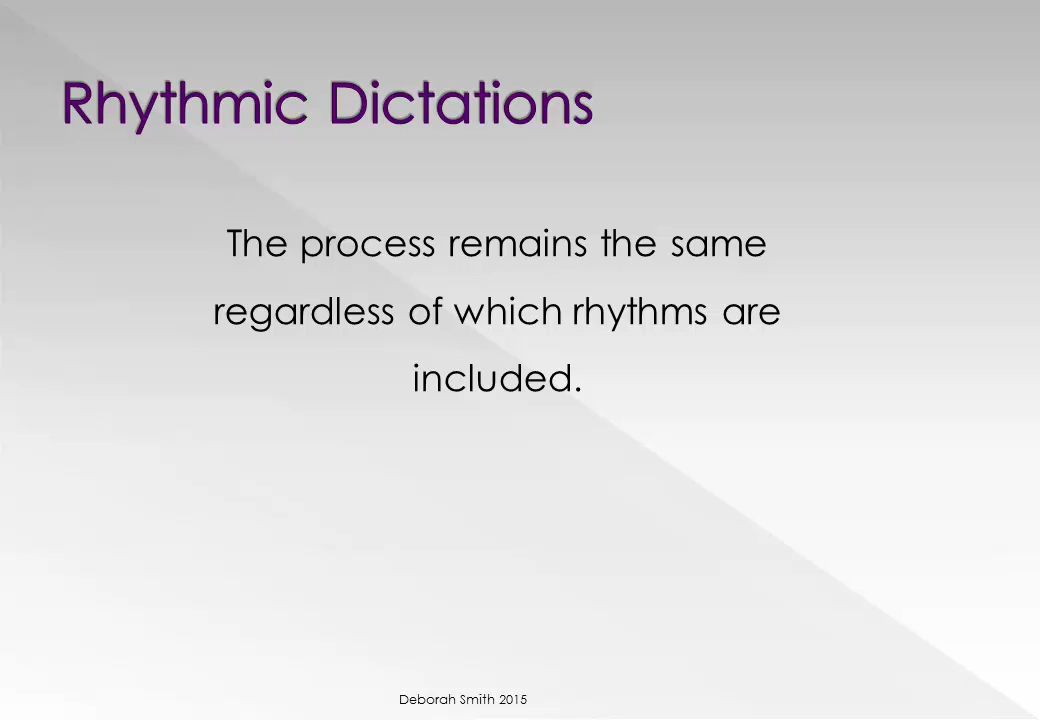 Rhythmic Dictations
The process remains the same
regardless of which rhythms are
included.
Deborah Smith 2015